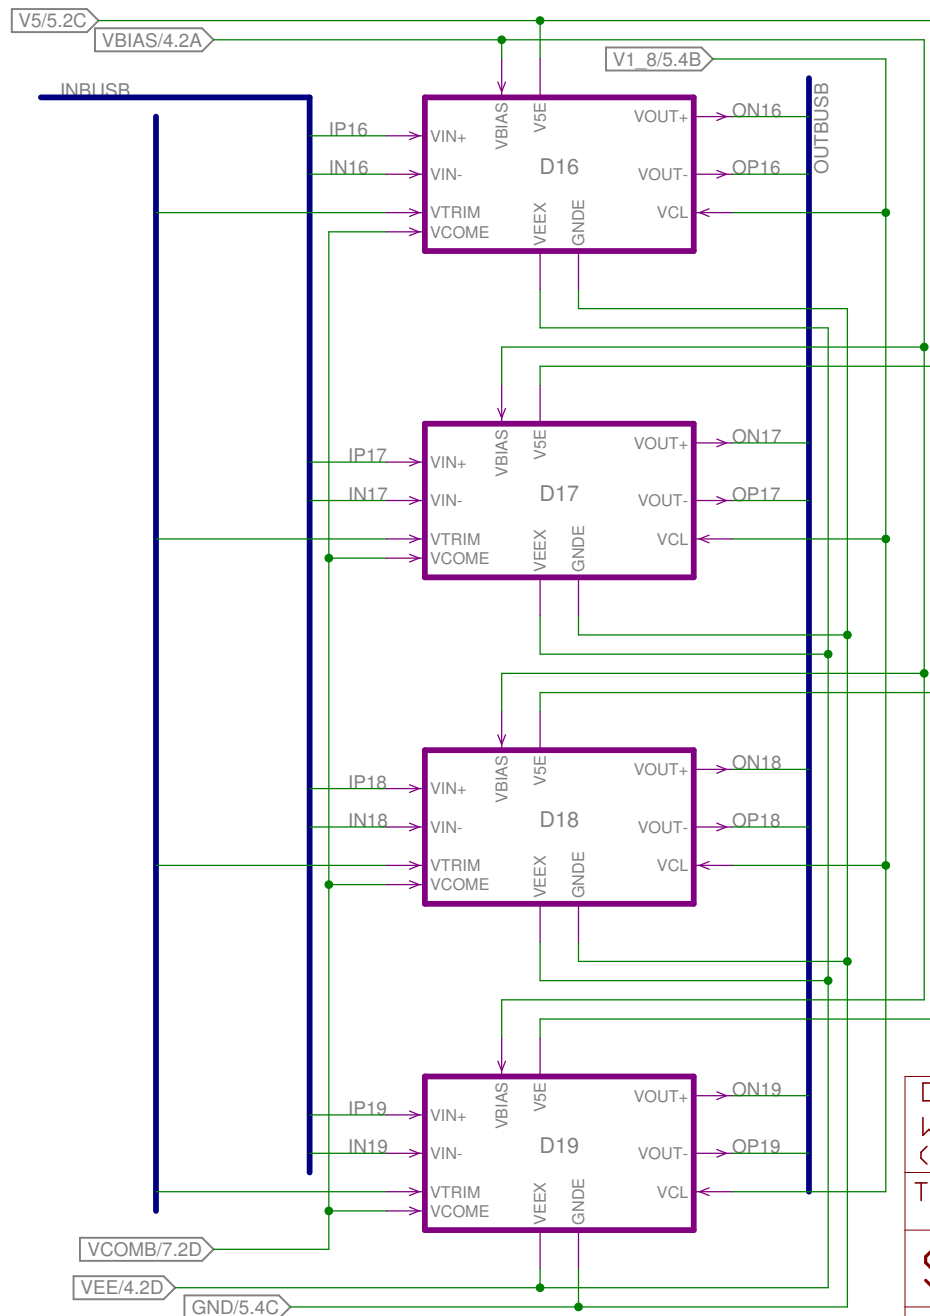 V5/5.2C
VBIAS/4.2A
V1_8/5.4B
INBUSB
OUTBUSB
VBIAS
V5E
IP16
VIN+
VOUT+
ON16
IN16
VIN-
D16
VOUT-
OP16
VTRIM
VCOME
VEEX
GNDE
VCL
VBIAS
V5E
IP17
VIN+
VOUT+
ON17
IN17
VIN-
D17
VOUT-
OP17
VTRIM
VCOME
VEEX
GNDE
VCL
VBIAS
V5E
IP18
VIN+
VOUT+
ON18
IN18
VIN-
D18
VOUT-
OP18
VTRIM
VCOME
VEEX
GNDE
VCL
VBIAS
V5E
IP19
VIN+
VOUT+
ON19
IN19
VIN-
D19
VOUT-
OP19
VTRIM
VCOME
VEEX
GNDE
VCL
VCOMB/7.2D
VEE/4.2D
GND/5.4C
T